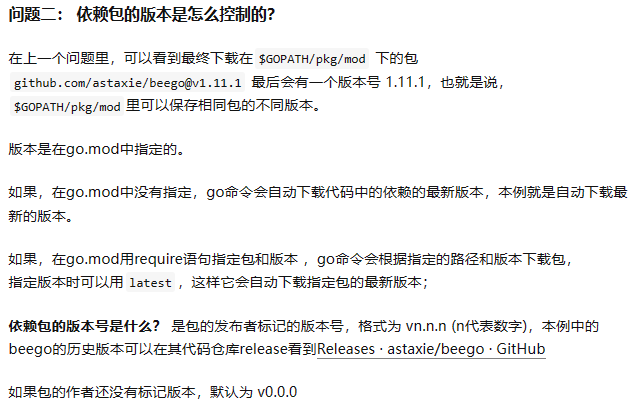 问题二： 依赖包的版本是怎么控制的?
在上一个问题里，可以看到最终下载在 $GOPATH/pkg/mod 下的包
github.com/astaxie/beego@v1.11.1 最后会有一个版本号 1.11.1，也就是说，
$GOPATH/pkg/mod 里可以保存相同包的不同版本。
版本是在go.mod中指定的。
如果，在go.mod中没有指定，go命令会自动下载代码中的依赖的最新版本，本例就是自动下载最
新的版本。
如果，在go.mod用require语句指定包和版本 ，go命令会根据指定的路径和版本下载包，
指定版本时可以用 latest ，这样它会自动下载指定包的最新版本；
依赖包的版本号是什么？ 是包的发布者标记的版本号，格式为 vn.n.n (n代表数字)，本例中的
beego的历史版本可以在其代码仓库release看到Releases · astaxie/beego · GitHub
如果包的作者还没有标记版本，默认为 v0.0.0